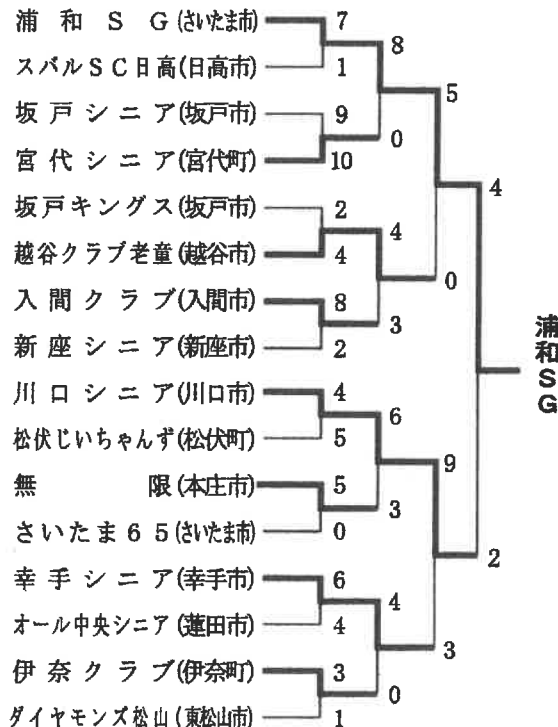 浦和SG(さいたま市) 7
8
スバルSC日高(日高市) 1
5
坂戸シニア(坂戸市) 9
0
宮代シニア(宮代町) 10
4
坂戸キングス(坂戸市) 2
4
越谷クラブ老童(越谷市) 4
0
入間クラブ(入間市) 8
3
新座シニア(新座市) 2
浦和SG
川口シニア(川口市) 4
6
松伏じいちゃんず(松伏町) 5
9
無限(本庄市) 5
3
さいたま65(さいたま市) 0
2
幸手シニア(幸手市) 6
4
オール中央シニア(蓮田市) 4
3
伊奈クラブ(伊奈町) 3
0
ダイヤモンズ松山(東松山市) 1